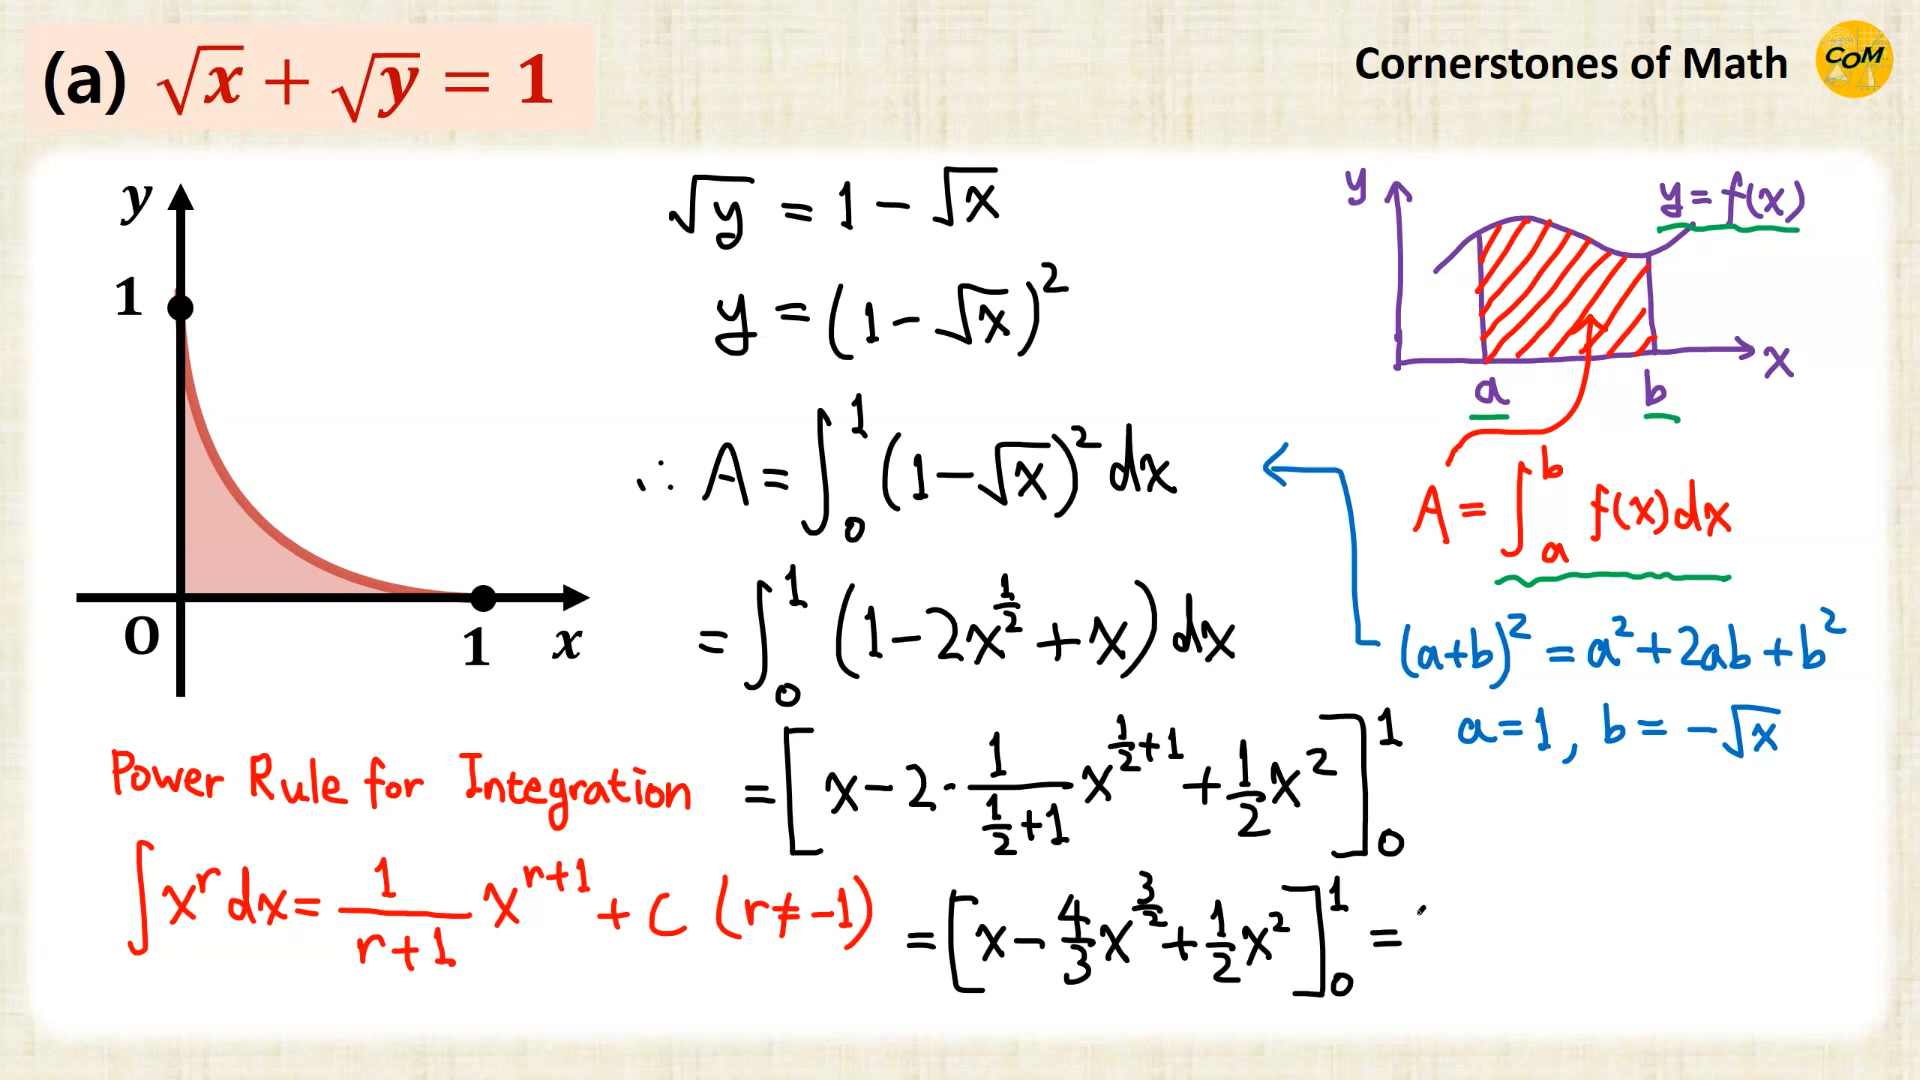 (a) √x + √y = 1
Cornerstones of Math
COM
y
1
O
1
x
√y = 1 − √x
y = (1 − √x)²
∴ A = ∫₀¹ (1 − √x)² dx
= ∫₀¹ (1 − 2x^(1/2) + x) dx
= [x − 2 · 1/(1/2 + 1) x^(1/2 + 1) + 1/2 x²]₀¹
= [x − 4/3 x^(3/2) + 1/2 x²]₀¹ =
y
y = f(x)
x
a
b
A = ∫ₐᵇ f(x) dx
(a+b)² = a² + 2ab + b²
a = 1, b = −√x
Power Rule for Integration
∫ x^r dx = 1/(r+1) x^(r+1) + C (r ≠ −1)